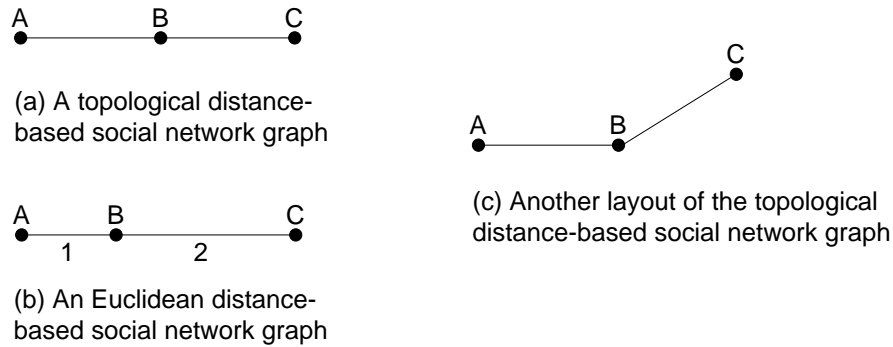 A B C
(a) A topological distance-
based social network graph
A B C
1 2
(b) An Euclidean distance-
based social network graph
C
A B
(c) Another layout of the topological
distance-based social network graph